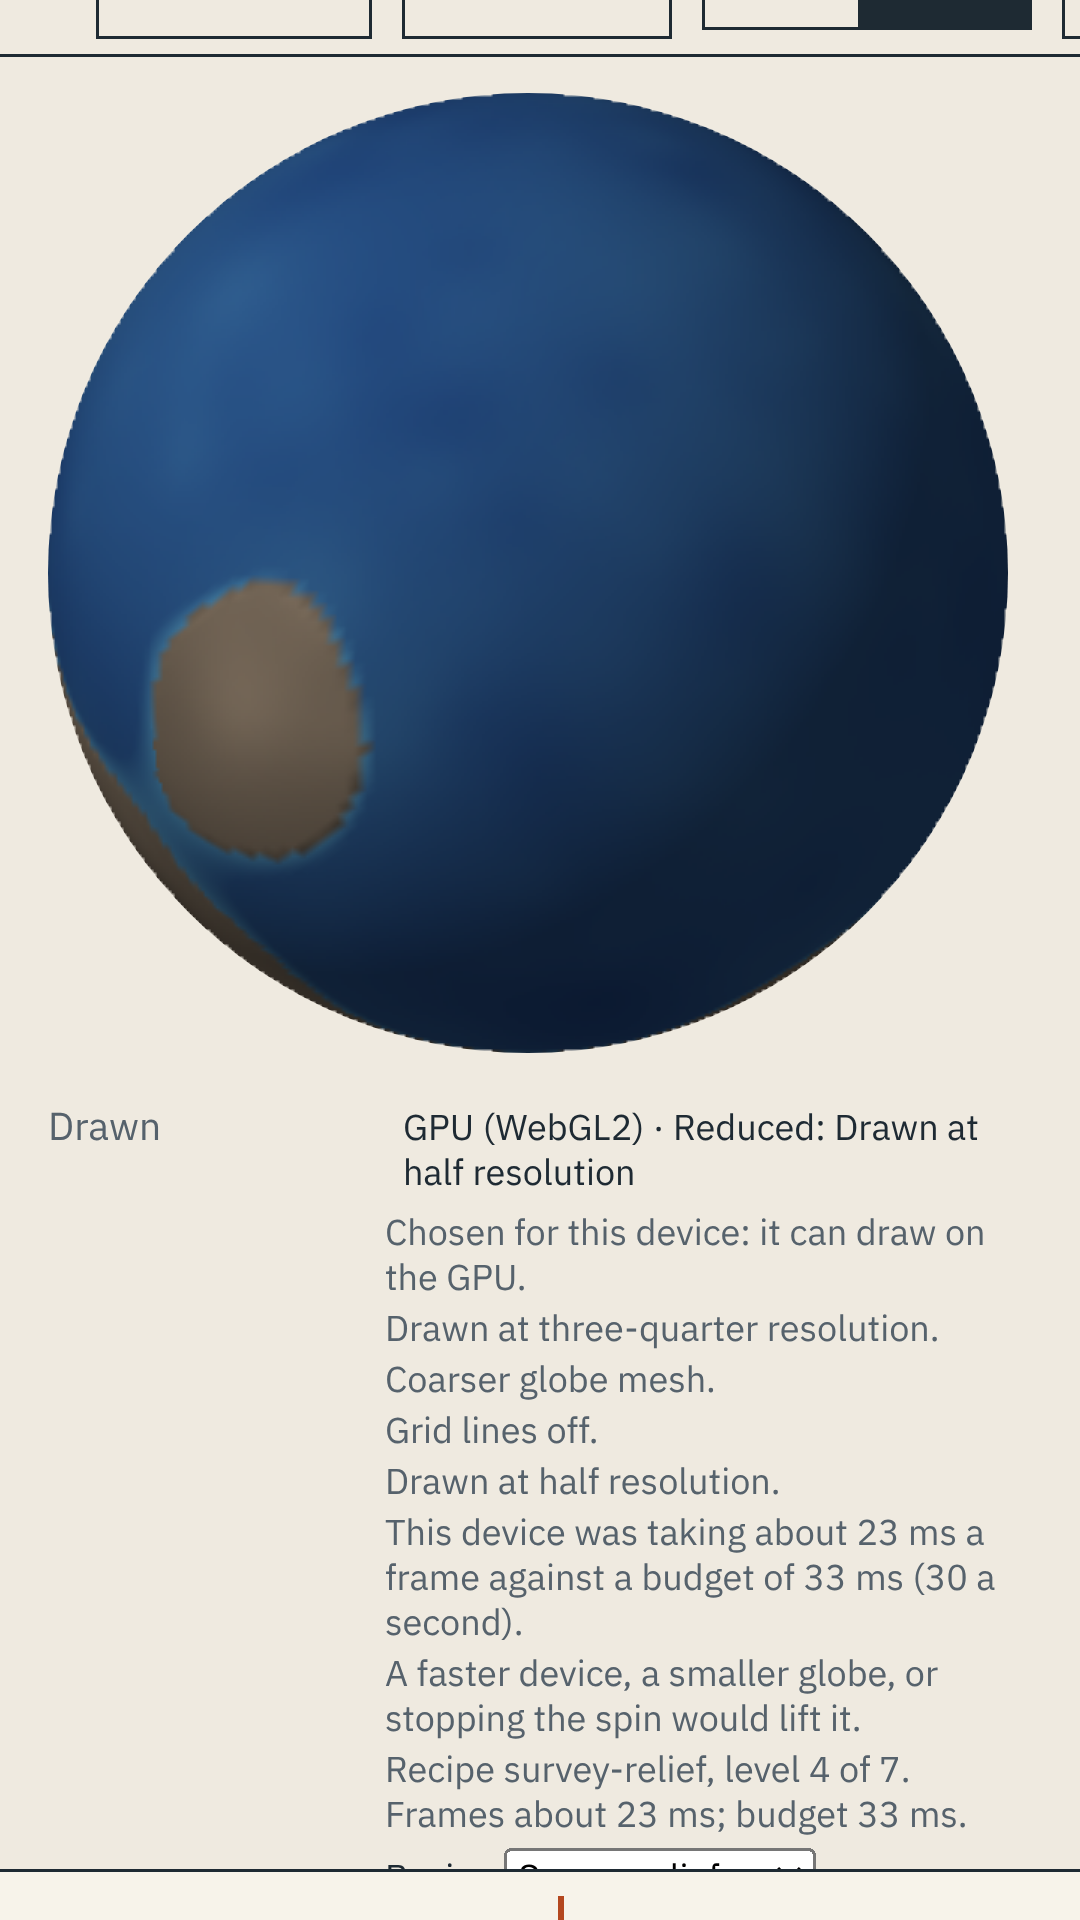 Drawn
GPU (WebGL2) · Reduced: Drawn at
half resolution
Chosen for this device: it can draw on
the GPU.
Drawn at three-quarter resolution.
Coarser globe mesh.
Grid lines off.
Drawn at half resolution.
This device was taking about 23 ms a
frame against a budget of 33 ms (30 a
second).
A faster device, a smaller globe, or
stopping the spin would lift it.
Recipe survey-relief, level 4 of 7.
Frames about 23 ms; budget 33 ms.